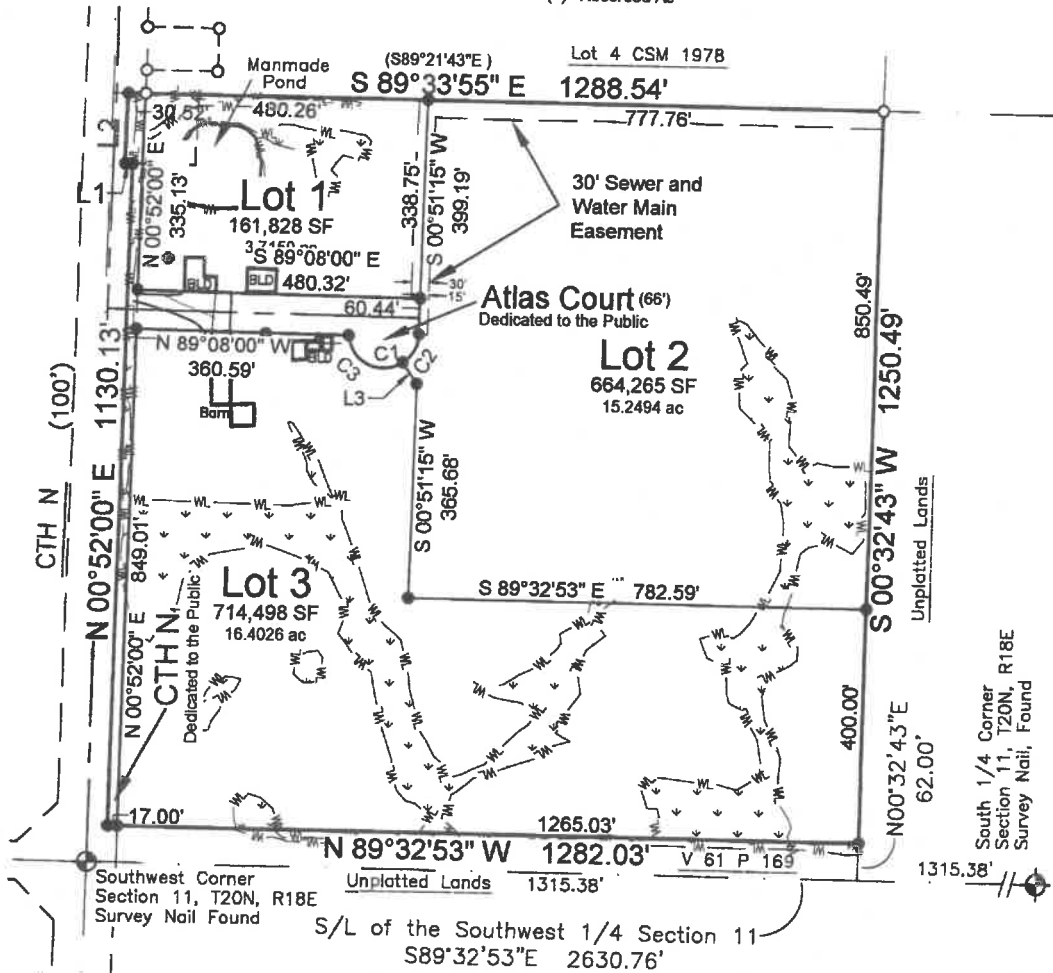 Lot 4 CSM 1978
(S89°21'43"E )
S 89°33'55" E 1288.54'
Manmade
Pond
30.52'
480.26'
777.76'
L2
L1
N 00°52'00" E
335.13'
Lot 1
161,828 SF
S 89°08'00" E
480.32'
BLD
BLD
338.75'
S 00°51'15" W
399.19'
30'
15'
30' Sewer and
Water Main
Easement
60.44'
Atlas Court (66')
Dedicated to the Public
N 89°08'00" W
360.59'
BLD
Barn
C1
C2
C3
L3
Lot 2
664,265 SF
15.2494 ac
850.49'
S 00°32'43" W 1250.49'
Unplatted Lands
S 00°51'15" W
365.68'
S 89°32'53" E 782.59'
CTH N
(100')
N 00°52'00" E 1130.13'
N 00°52'00" E 849.01'
CTH N
Dedicated to the Public
Lot 3
714,498 SF
16.4026 ac
400.00'
N00°32'43"E
62.00'
South 1/4 Corner
Section 11, T20N, R18E
Survey Nail, Found
17.00'
1265.03'
N 89°32'53" W 1282.03'
V 61 P 169
Unplatted Lands
1315.38'
1315.38'
Southwest Corner
Section 11, T20N, R18E
Survey Nail Found
S/L of the Southwest 1/4 Section 11
S89°32'53"E 2630.76'